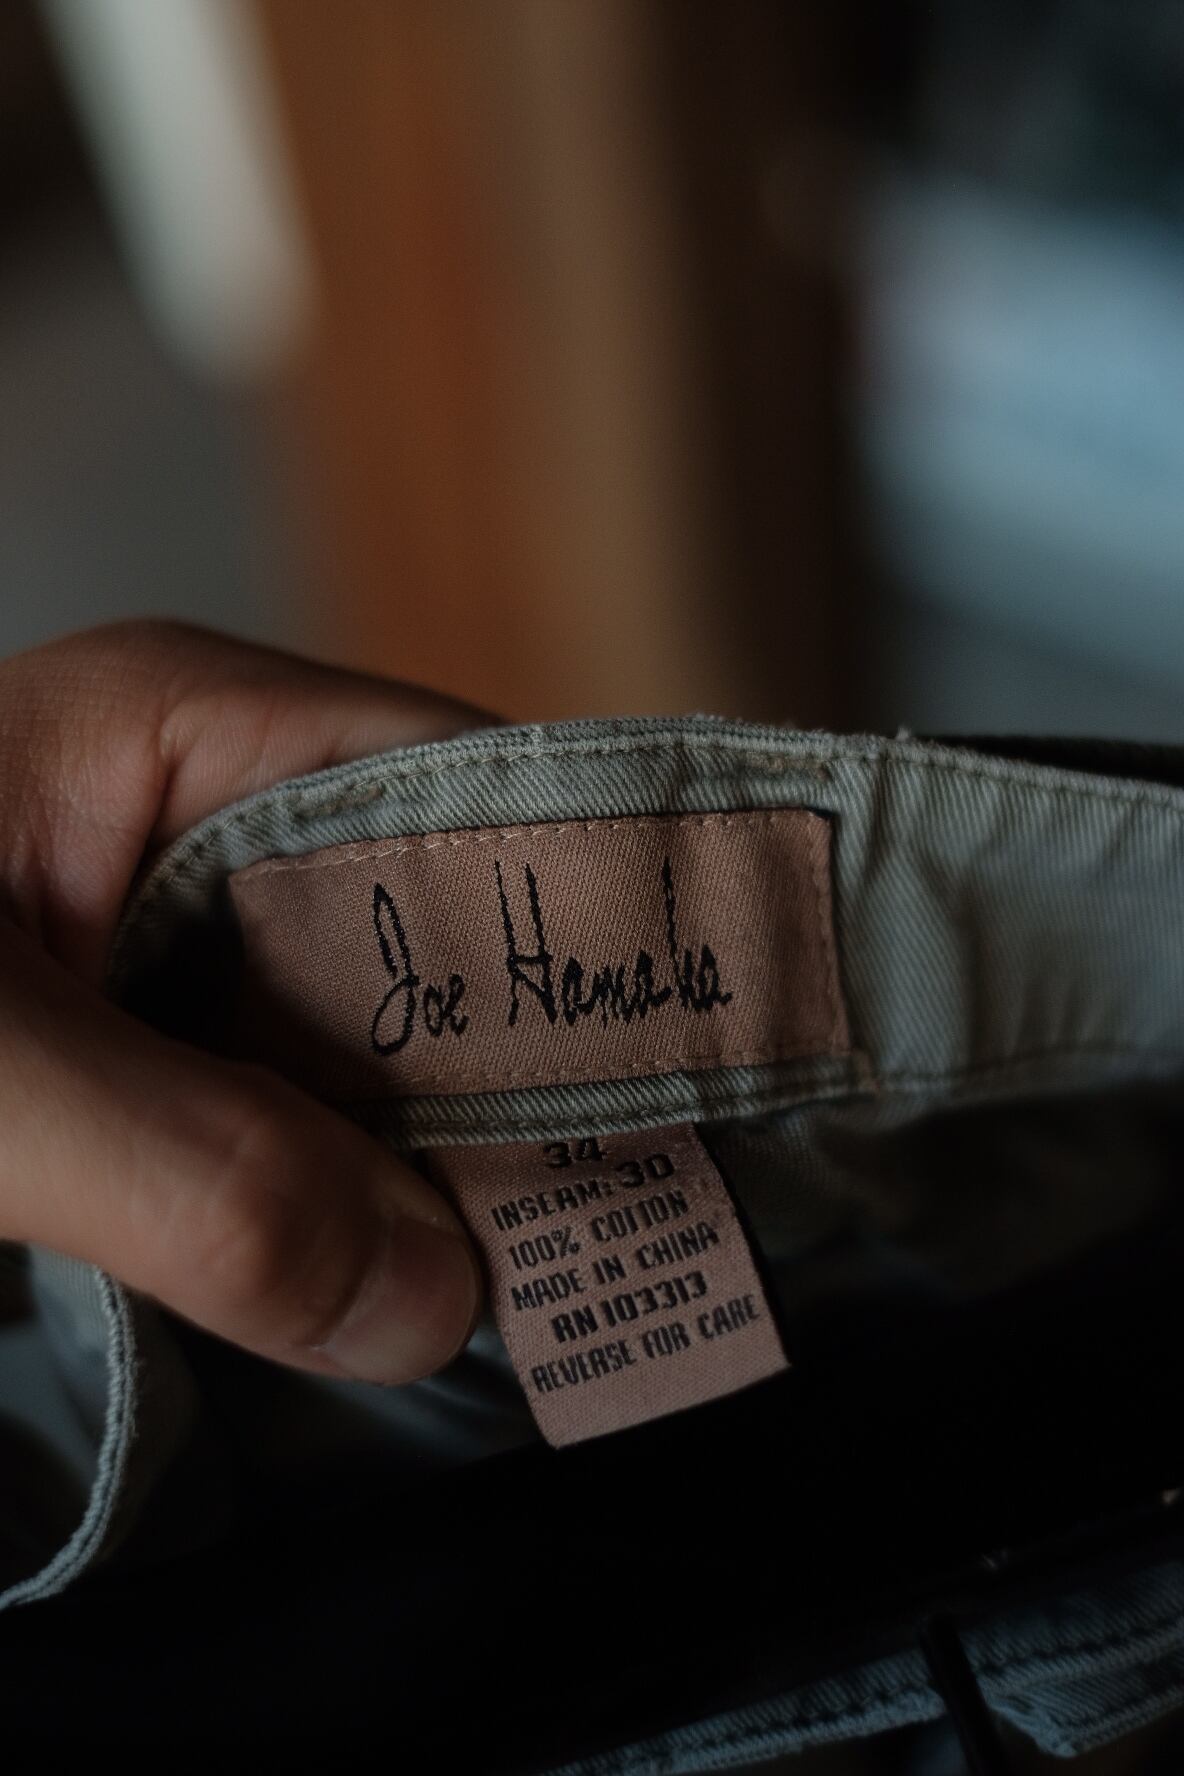 Joe Hamaka
34
INSEAM: 30
100% COTTON
MADE IN CHINA
RN 103313
REVERSE FOR CARE